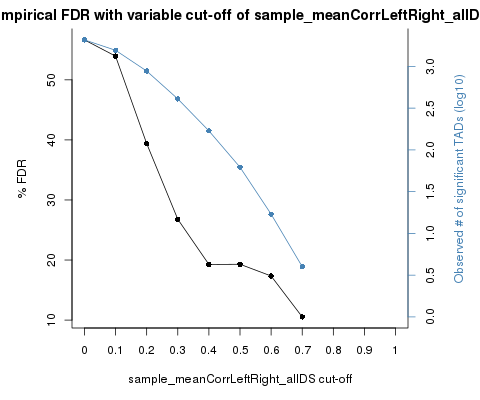 mpirical FDR with variable cut-off of sample_meanCorrLeftRight_allD
% FDR
50
40
30
20
10
3.0
2.5
2.0
1.5
1.0
0.5
0.0
Observed # of significant TADs (log10)
0 0.1 0.2 0.3 0.4 0.5 0.6 0.7 0.8 0.9 1
sample_meanCorrLeftRight_allDS cut-off